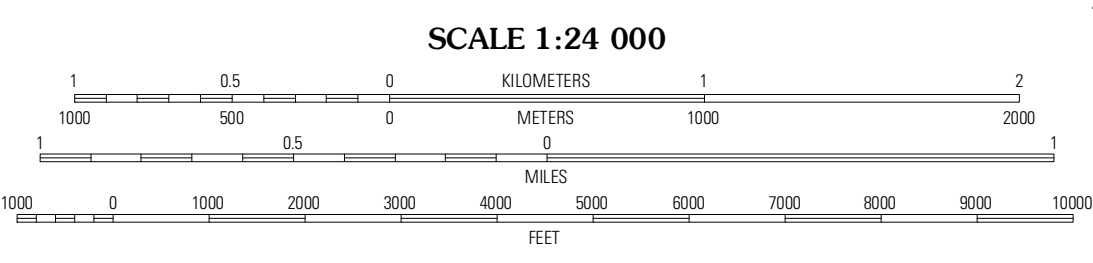 SCALE 1:24 000
1 0.5 0 KILOMETERS 1 2
1000 500 0 METERS 1000 2000
1 0.5 0 1
MILES
1000 0 1000 2000 3000 4000 5000 6000 7000 8000 9000 10000
FEET